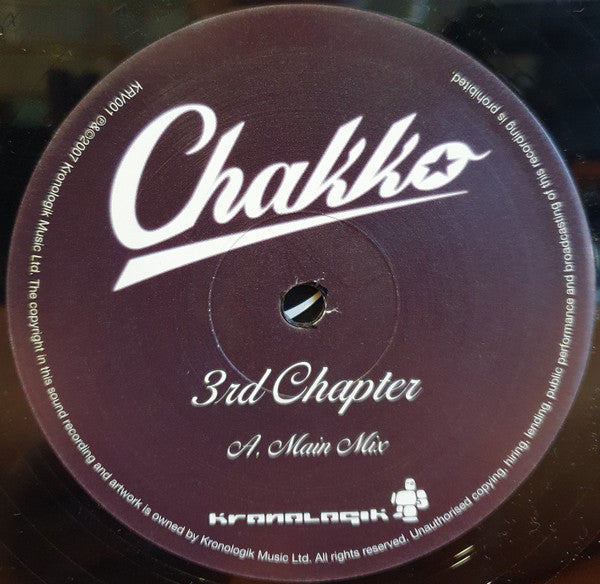 Chakko
3rd Chapter
A. Main Mix
KRONOLOGIK
KRV001 ℗&©2007 Kronologik Music Ltd. The copyright in this sound recording and artwork is owned by Kronologik Music Ltd. All rights reserved. Unauthorised copying, hiring, lending, public performance and broadcasting of this recording is prohibited.